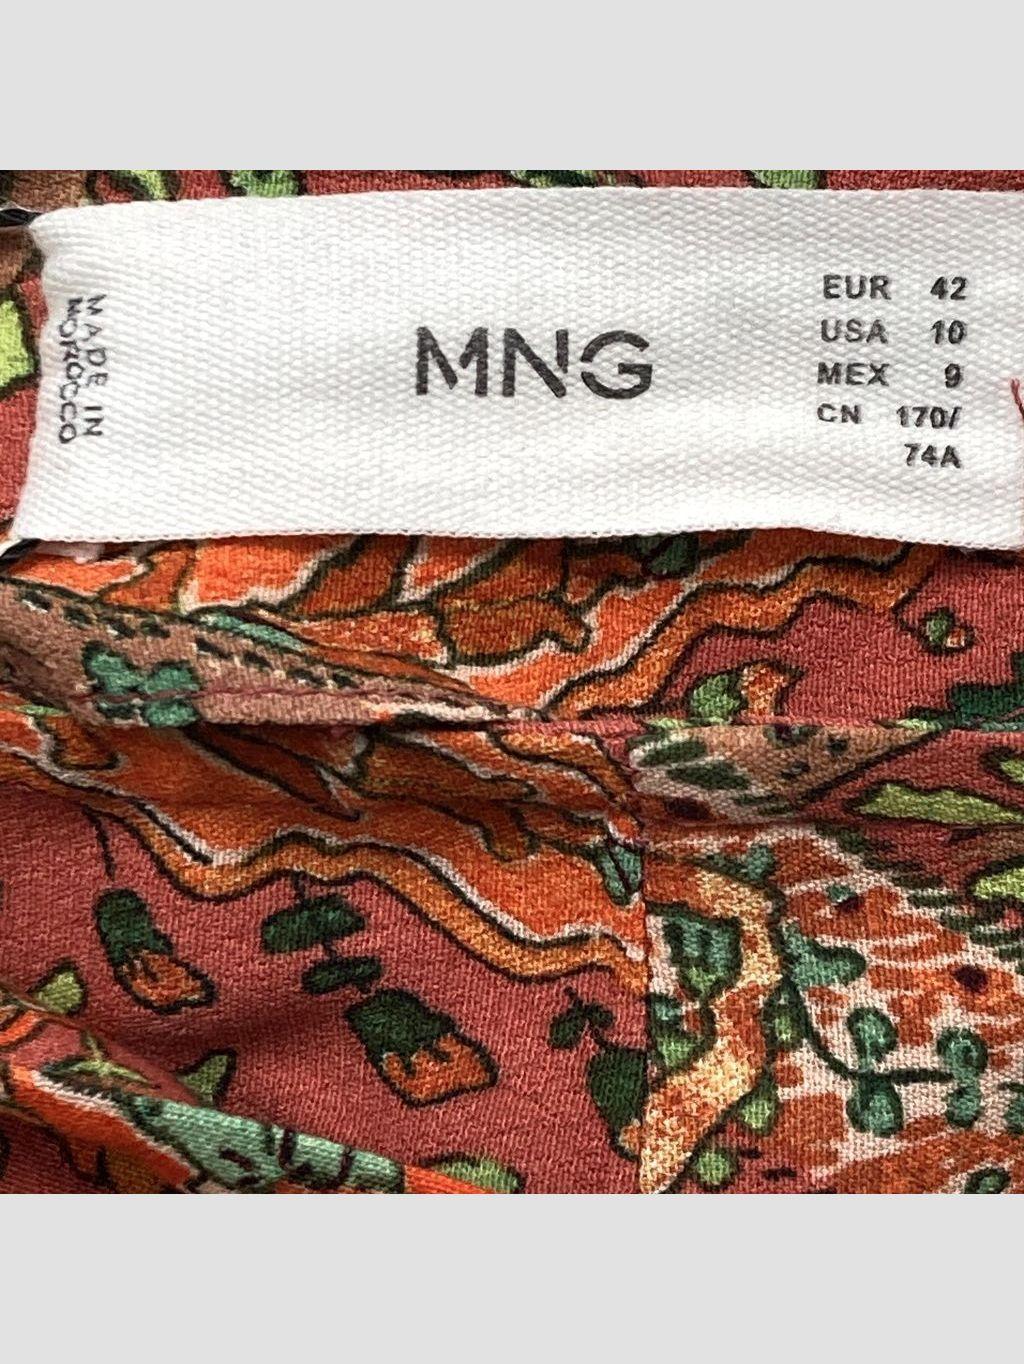 MADE IN
MOROCCO
MNG
EUR 42
USA 10
MEX 9
CN 170/
74A